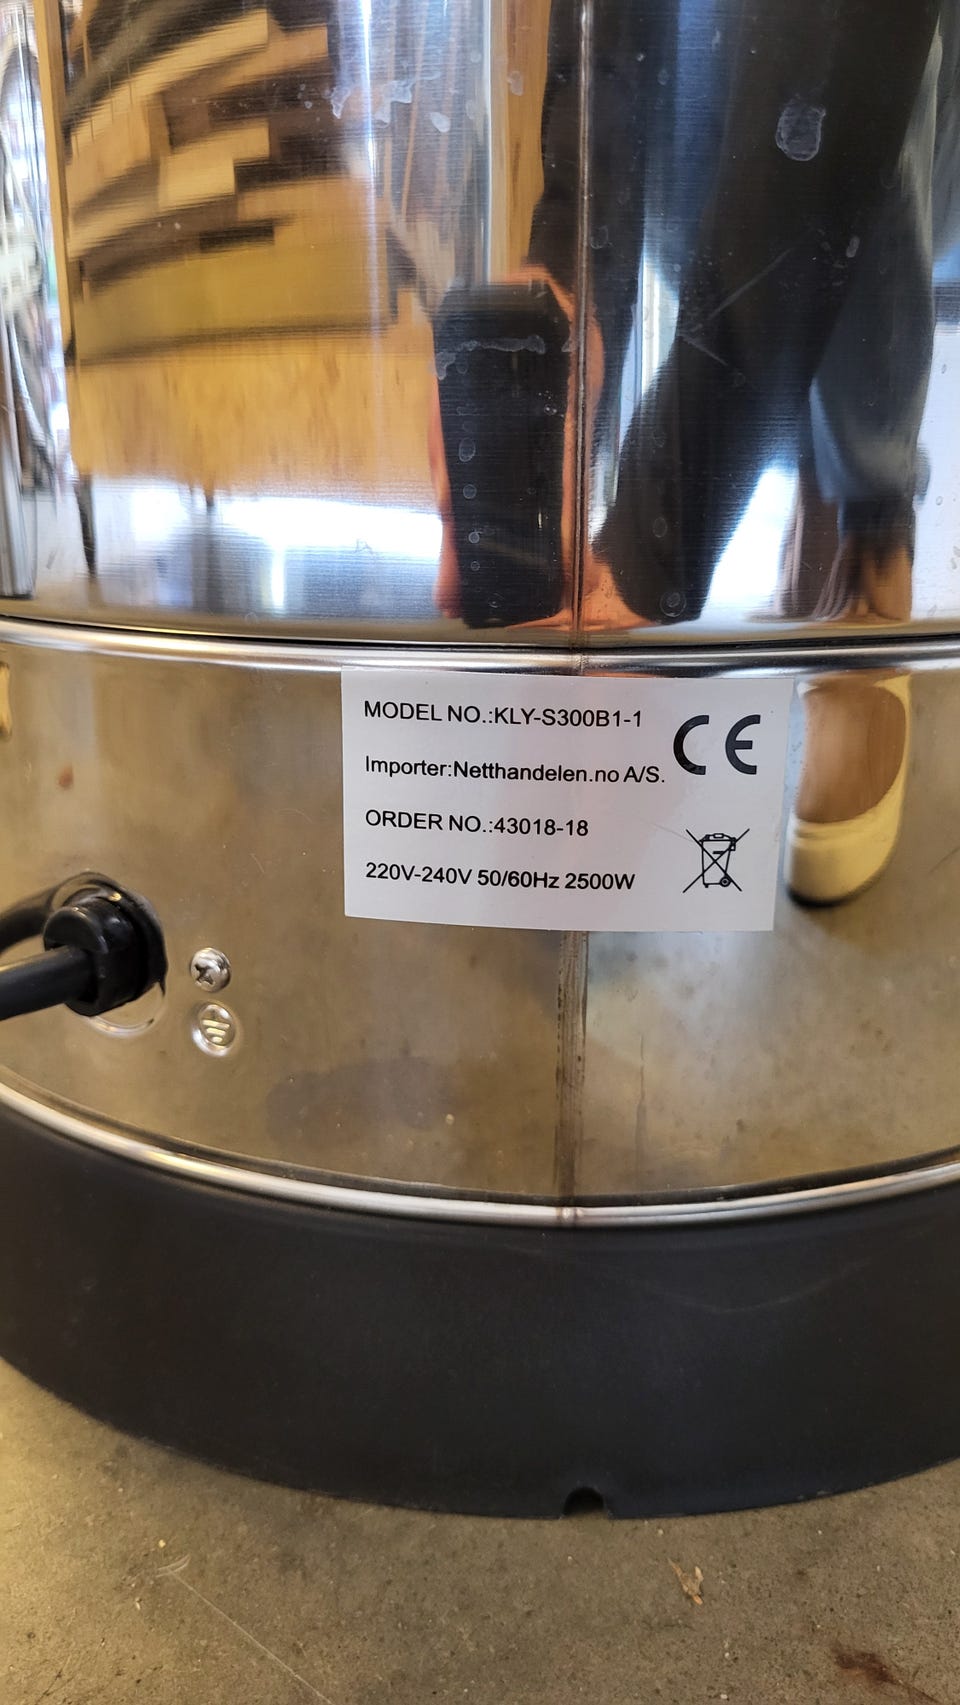 MODEL NO.:KLY-S300B1-1
CE
Importer:Netthandelen.no A/S.
ORDER NO.:43018-18
220V-240V 50/60Hz 2500W